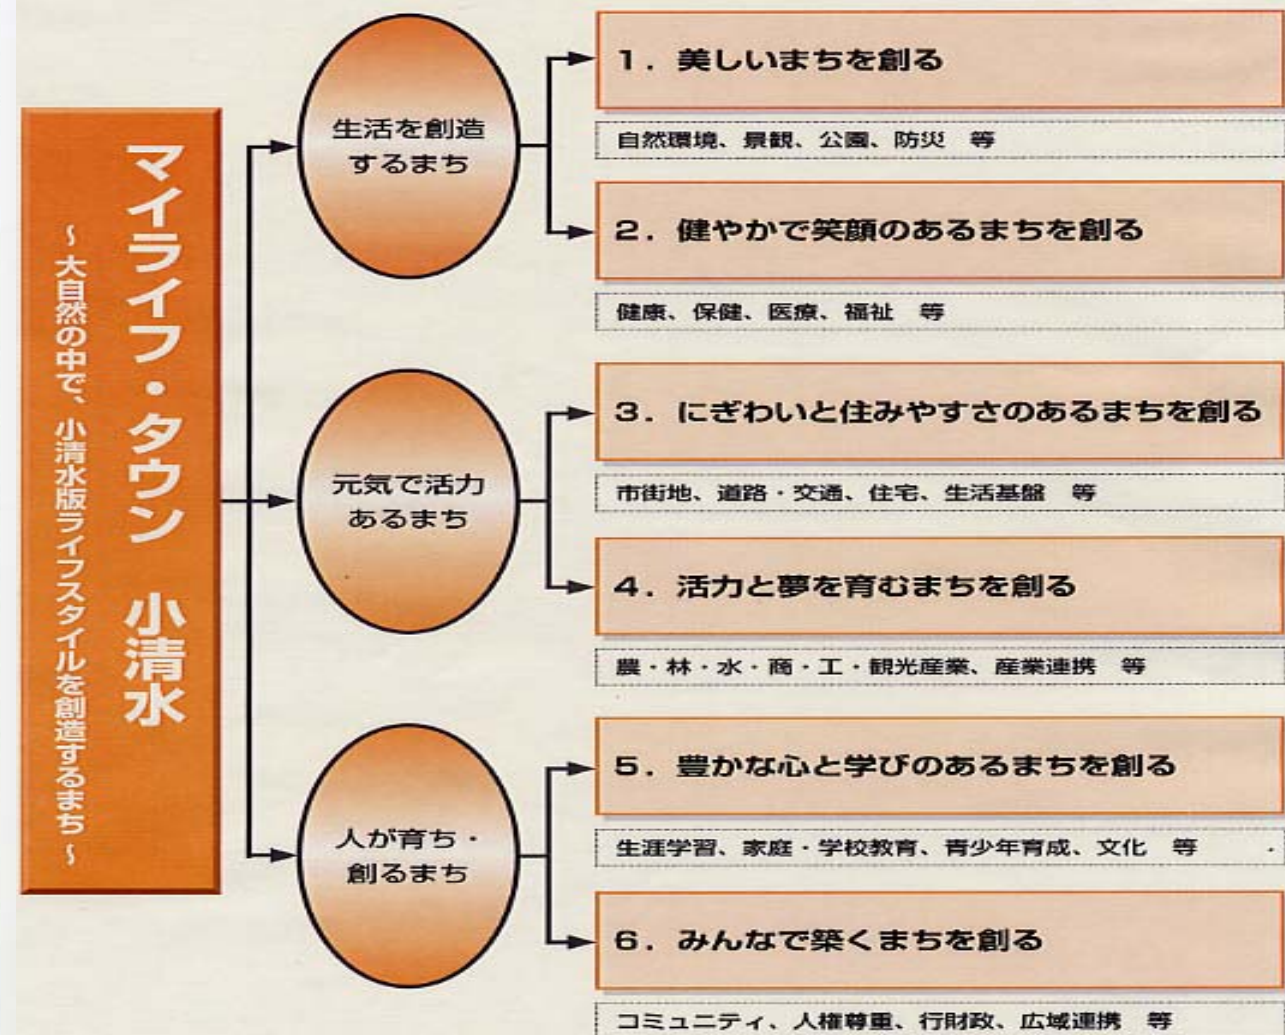 マイライフ・タウン　小清水
～大自然の中で、小清水版ライフスタイルを創造するまち～
生活を創造
するまち
1．美しいまちを創る
自然環境、景観、公園、防災　等
2．健やかで笑顔のあるまちを創る
健康、保健、医療、福祉　等
元気で活力
あるまち
3．にぎわいと住みやすさのあるまちを創る
市街地、道路・交通、住宅、生活基盤　等
4．活力と夢を育むまちを創る
農・林・水・商・工・観光産業、産業連携　等
人が育ち・
創るまち
5．豊かな心と学びのあるまちを創る
生涯学習、家庭・学校教育、青少年育成、文化　等
6．みんなで築くまちを創る
コミュニティ、人権尊重、行財政、広域連携　等